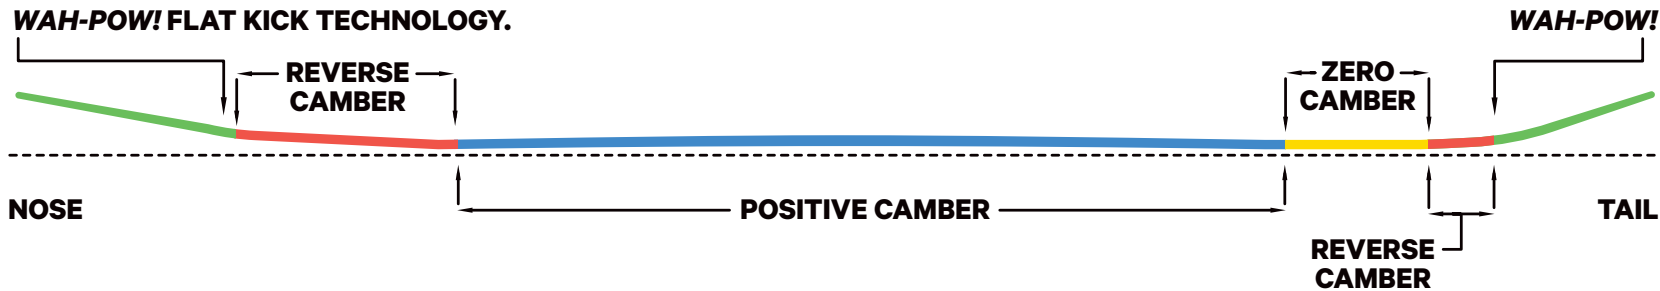 WAH-POW! FLAT KICK TECHNOLOGY.
WAH-POW!
REVERSE
CAMBER
ZERO
CAMBER
NOSE
POSITIVE CAMBER
TAIL
REVERSE
CAMBER